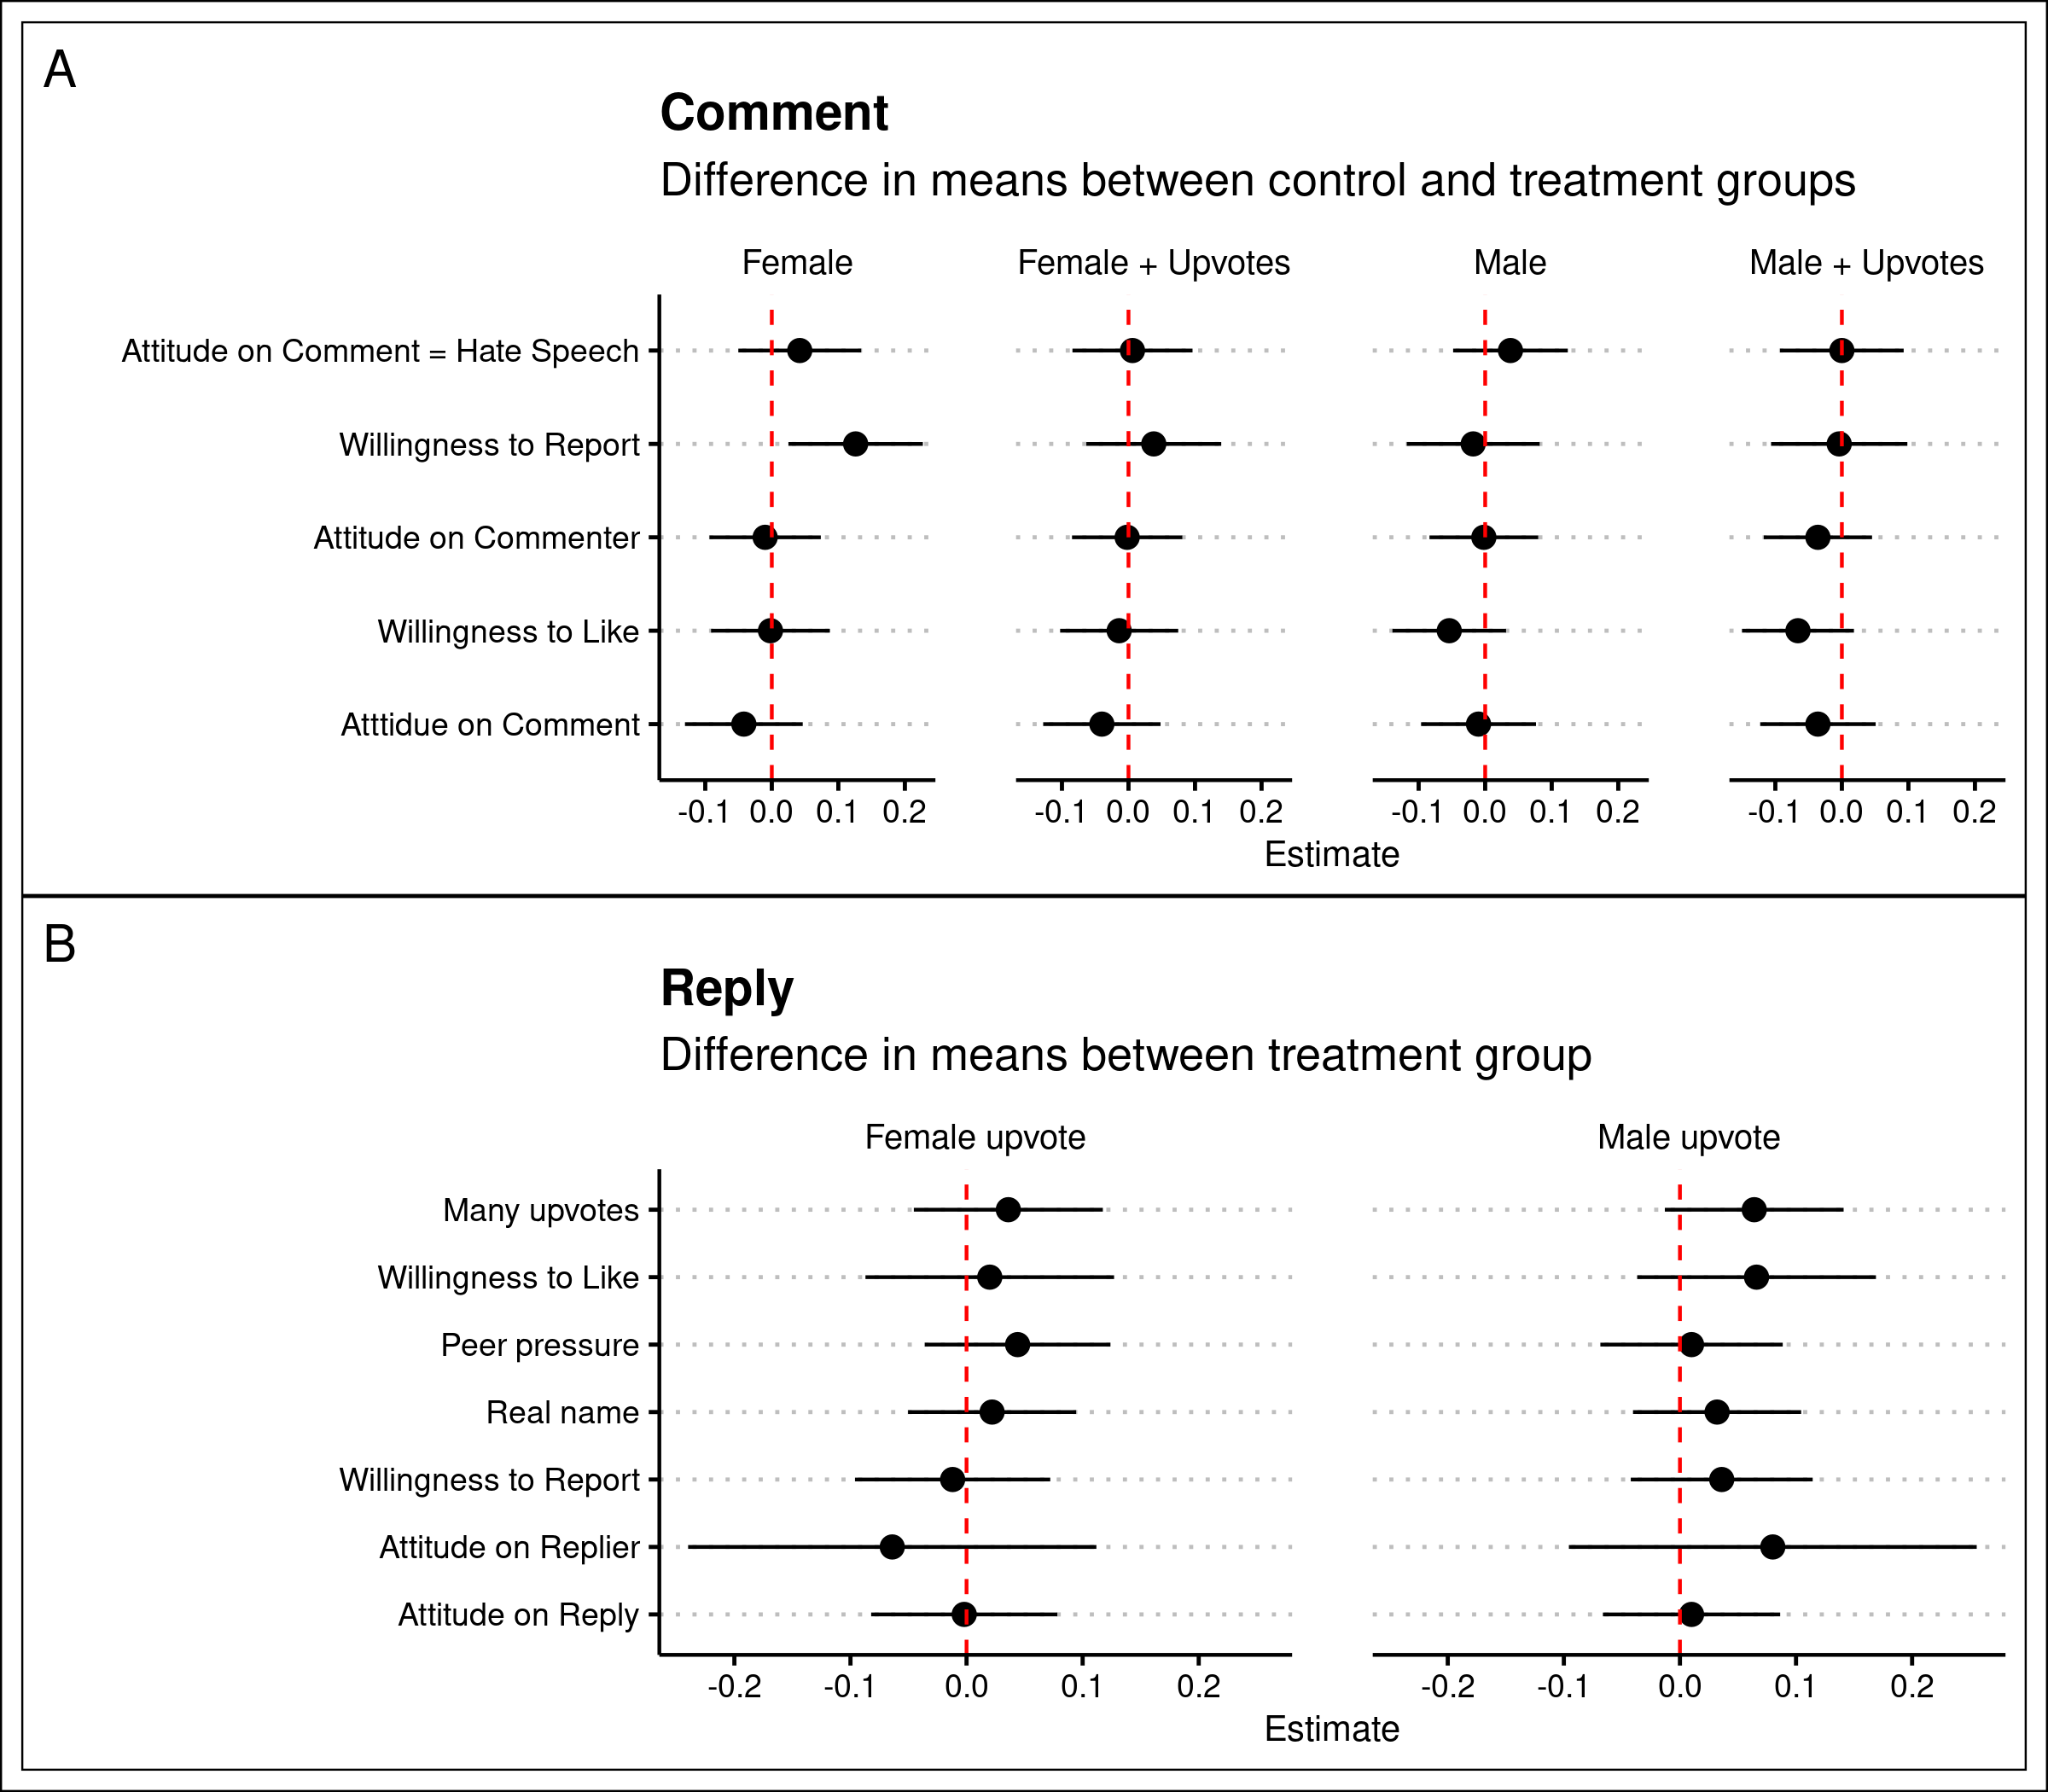 A
Comment
Difference in means between control and treatment groups
Female Female + Upvotes Male Male + Upvotes
Attitude on Comment = Hate Speech
Willingness to Report
Attitude on Commenter
Willingness to Like
Atttidue on Comment
-0.1 0.0 0.1 0.2 -0.1 0.0 0.1 0.2 -0.1 0.0 0.1 0.2 -0.1 0.0 0.1 0.2
Estimate
B
Reply
Difference in means between treatment group
Female upvote Male upvote
Many upvotes
Willingness to Like
Peer pressure
Real name
Willingness to Report
Attitude on Replier
Attitude on Reply
-0.2 -0.1 0.0 0.1 0.2 -0.2 -0.1 0.0 0.1 0.2
Estimate